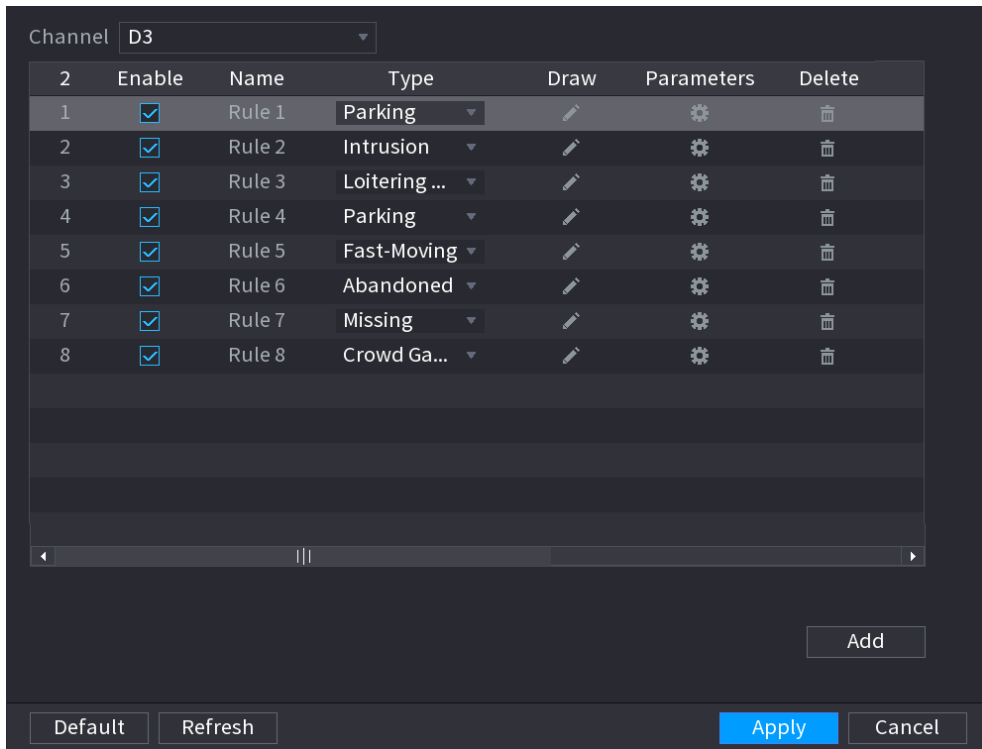 Channel D3
2 Enable Name Type Draw Parameters Delete
1 Rule 1 Parking
2 Rule 2 Intrusion
3 Rule 3 Loitering ...
4 Rule 4 Parking
5 Rule 5 Fast-Moving
6 Rule 6 Abandoned
7 Rule 7 Missing
8 Rule 8 Crowd Ga...
Add
Default Refresh Apply Cancel